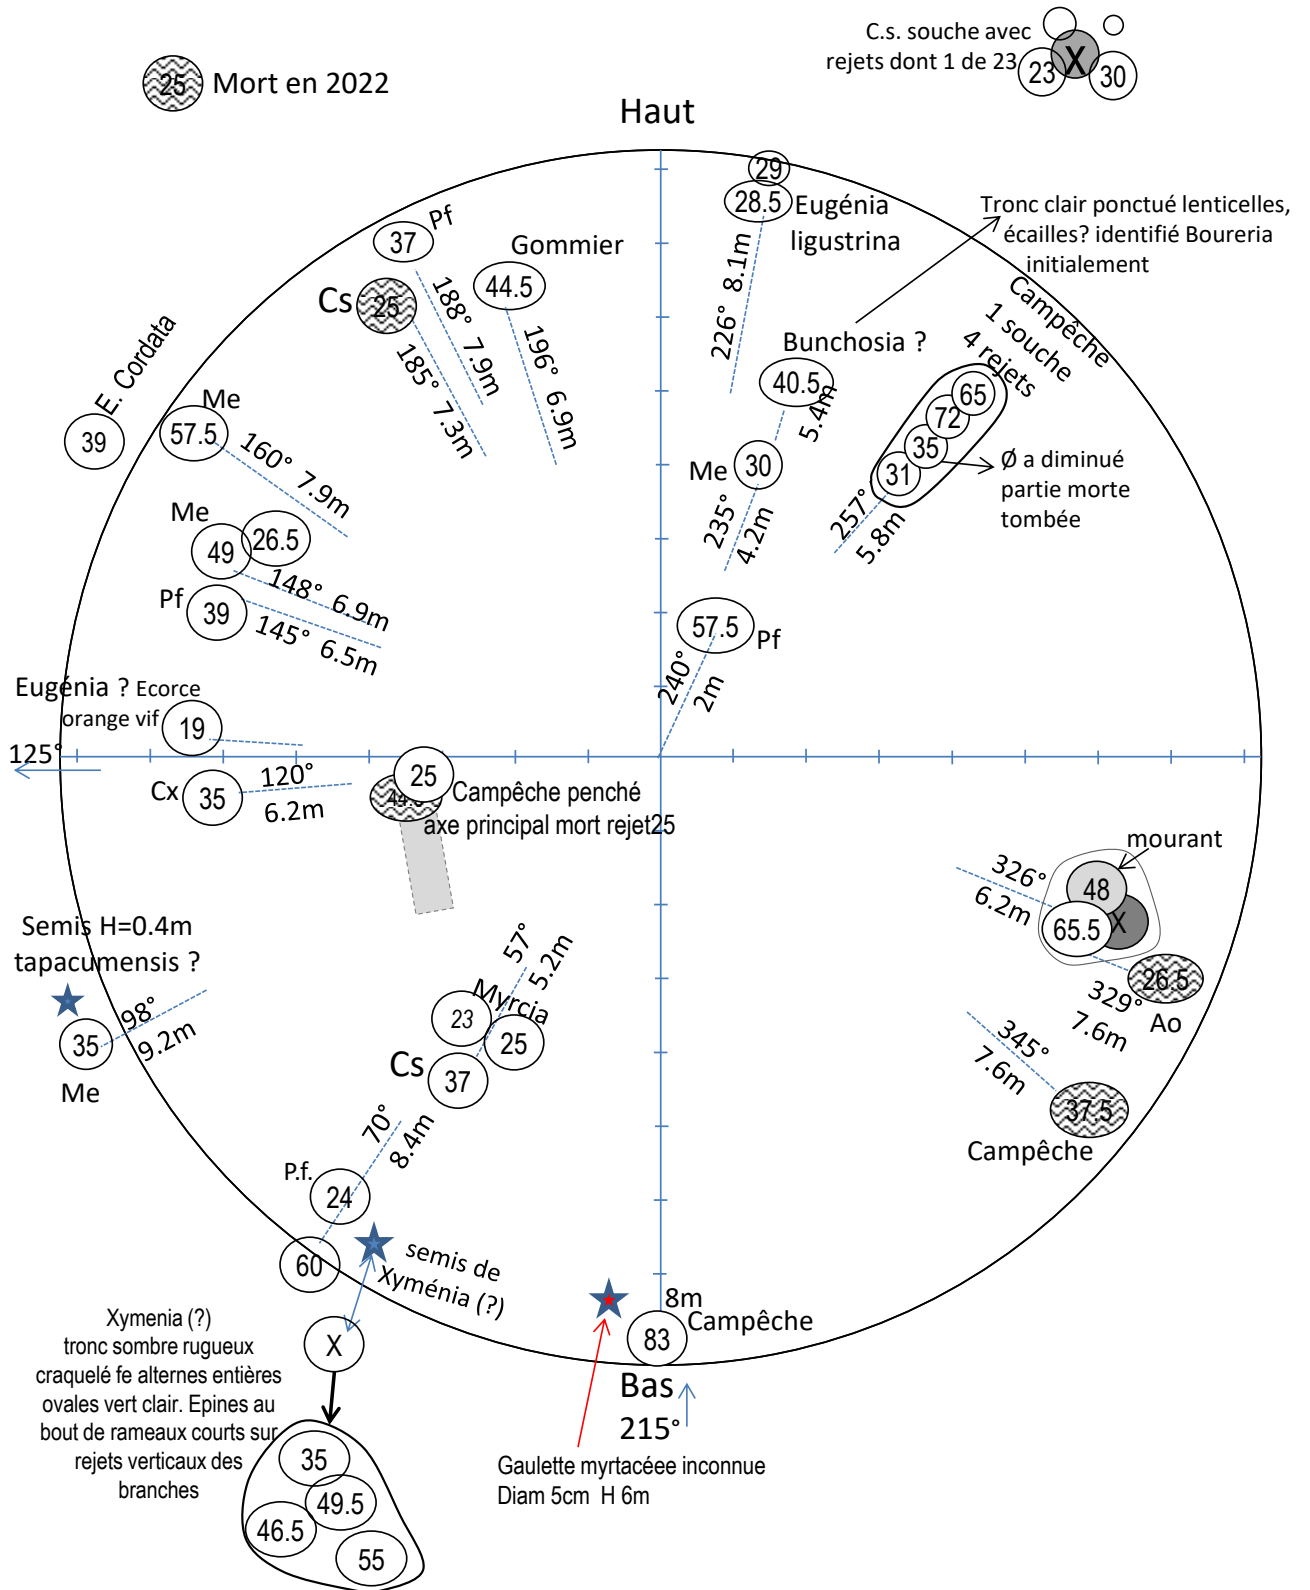 C.s. souche avec
rejets dont 1 de 23
X
23
30
25
Mort en 2022
Haut
29
28.5
Eugénia
ligustrina
226° 8.1m
Tronc clair ponctué lenticelles,
écailles? identifié Boureria
initialement
37
Pf
188° 7.9m
Gommier
44.5
196° 6.9m
Cs
25
185° 7.3m
Bunchosia ?
40.5
5.4m
Campêche
1 souche
4 rejets
65
72
35
31
257°
5.8m
Ø a diminué
partie morte
tombée
E. Cordata
39
Me
57.5
160° 7.9m
Me
30
235°
4.2m
Me
49
26.5
148° 6.9m
Pf
39
145° 6.5m
57.5
Pf
240°
2m
Eugénia ? Ecorce
orange vif
19
125°
Cx
35
120°
6.2m
25
Campêche penché
axe principal mort rejet25
mourant
326°
6.2m
48
65.5
X
26.5
329°
7.6m
Ao
345°
7.6m
37.5
Campêche
Semis H=0.4m
tapacumensis ?
98°
9.2m
35
Me
57°
5.2m
Myrcia
23
25
Cs
37
70°
8.4m
P.f.
24
60
semis de
Xyménia (?)
8m
83
Campêche
Bas
215°
Xymenia (?)
tronc sombre rugueux
craquelé fe alternes entières
ovales vert clair. Epines au
bout de rameaux courts sur
rejets verticaux des
branches
X
35
49.5
46.5
55
Gaulette myrtacéee inconnue
Diam 5cm H 6m